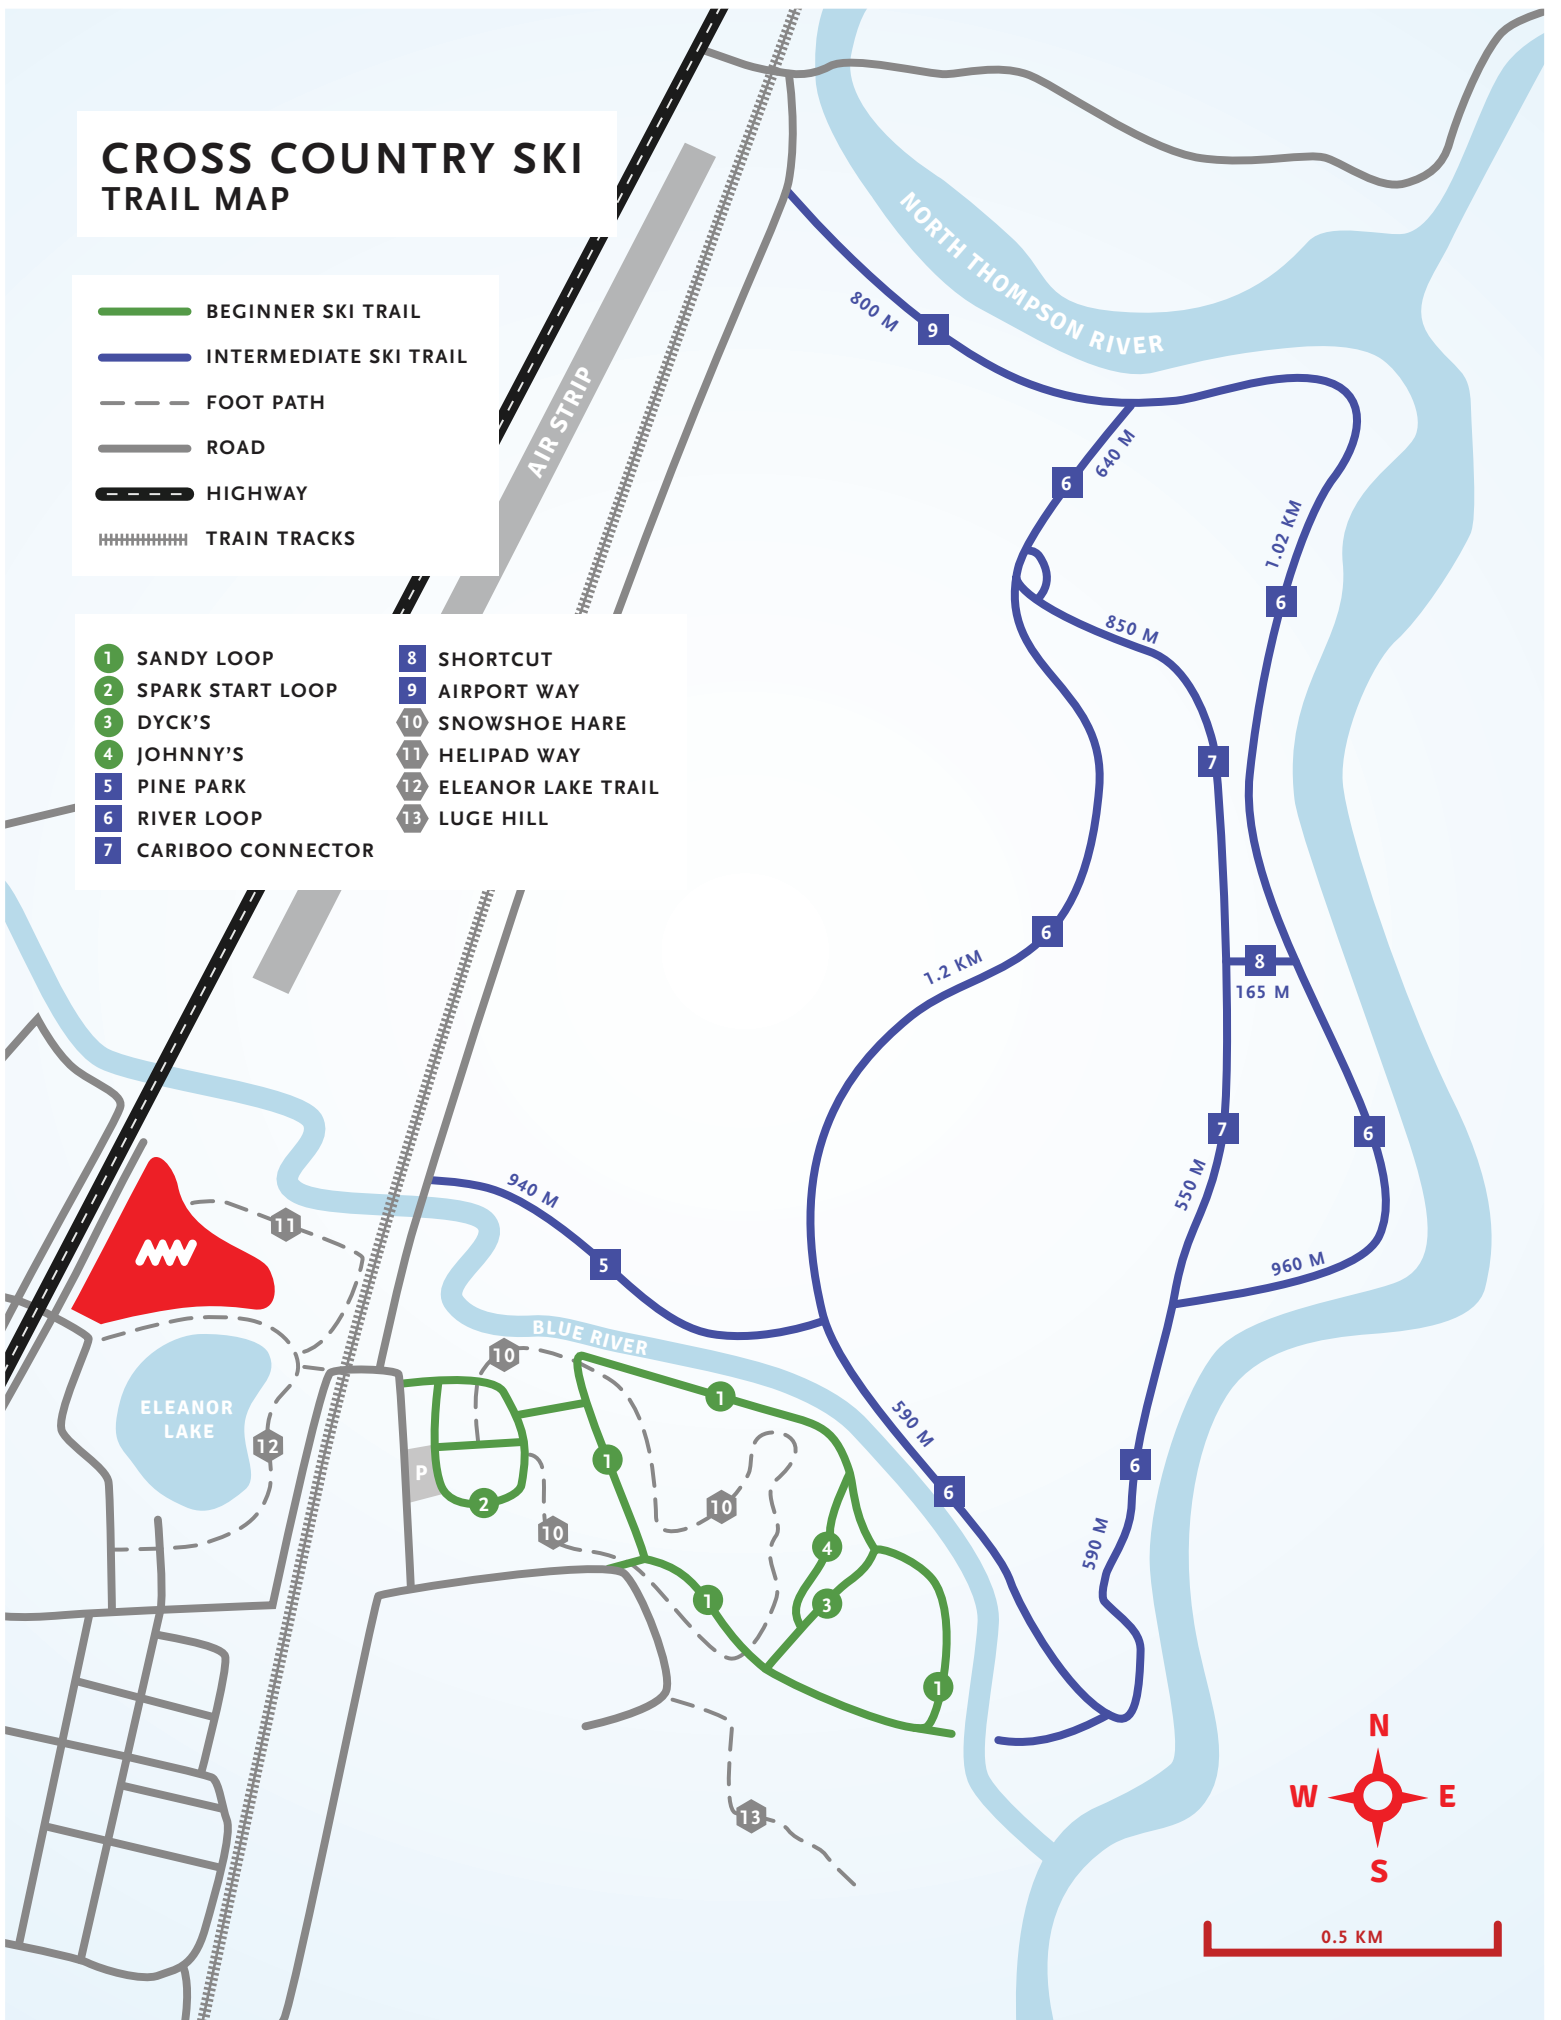 CROSS COUNTRY SKI
TRAIL MAP
BEGINNER SKI TRAIL
INTERMEDIATE SKI TRAIL
FOOT PATH
ROAD
HIGHWAY
TRAIN TRACKS
1 SANDY LOOP
2 SPARK START LOOP
3 DYCK'S
4 JOHNNY'S
5 PINE PARK
6 RIVER LOOP
7 CARIBOO CONNECTOR
8 SHORTCUT
9 AIRPORT WAY
10 SNOWSHOE HARE
11 HELIPAD WAY
12 ELEANOR LAKE TRAIL
13 LUGE HILL
AIR STRIP
NORTH THOMPSON RIVER
800 M
9
640 M
6
1.02 KM
6
850 M
7
6
1.2 KM
8
165 M
7
6
550 M
960 M
940 M
5
11
BLUE RIVER
10
1
ELEANOR
LAKE
12
P
2
1
10
10
590 M
6
6
590 M
4
3
1
1
13
N
W
E
S
0.5 KM